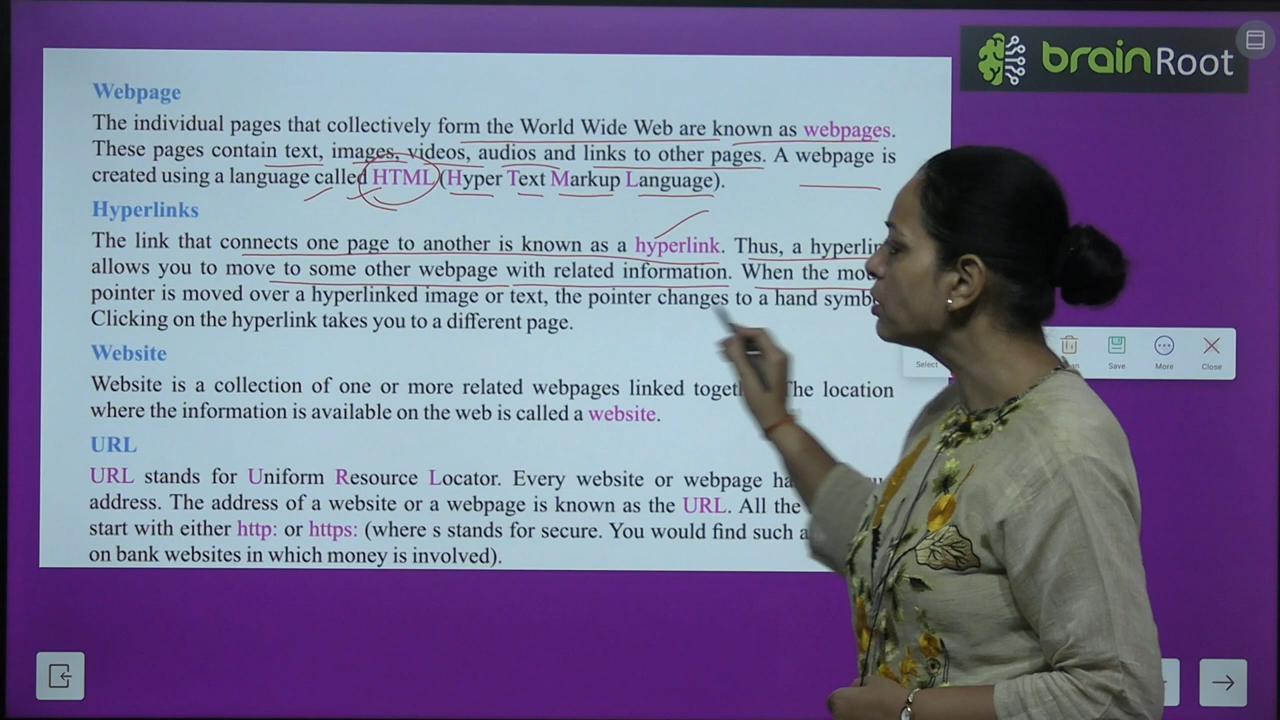 brainRoot
Webpage
The individual pages that collectively form the World Wide Web are known as webpages.
These pages contain text, images, videos, audios and links to other pages. A webpage is
created using a language called HTML (Hyper Text Markup Language).
Hyperlinks
The link that connects one page to another is known as a hyperlink. Thus, a
allows you to move to some other webpage with related information. When the
pointer is moved over a hyperlinked image or text, the pointer changes to a hand
Clicking on the hyperlink takes you to a different page.
Website
Website is a collection of one or more related webpages linked The location
where the information is available on the web is called a website.
URL
URL stands for Uniform Resource Locator. Every website or webpage
address. The address of a website or a webpage is known as the URL. All the
start with either http: or https: (where s stands for secure. You would find such
on bank websites in which money is involved).
Select Save More Close